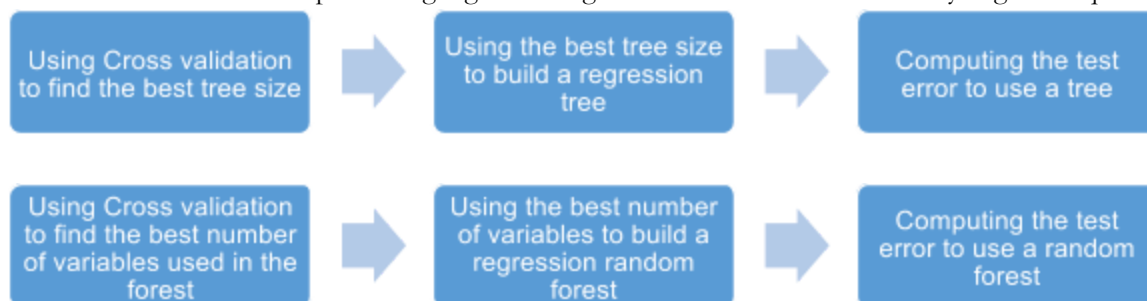 Using Cross validation
to find the best tree size
Using the best tree size
to build a regression
tree
Computing the test
error to use a tree
Using Cross validation
to find the best number
of variables used in the
forest
Using the best number
of variables to build a
regression random
forest
Computing the test
error to use a random
forest